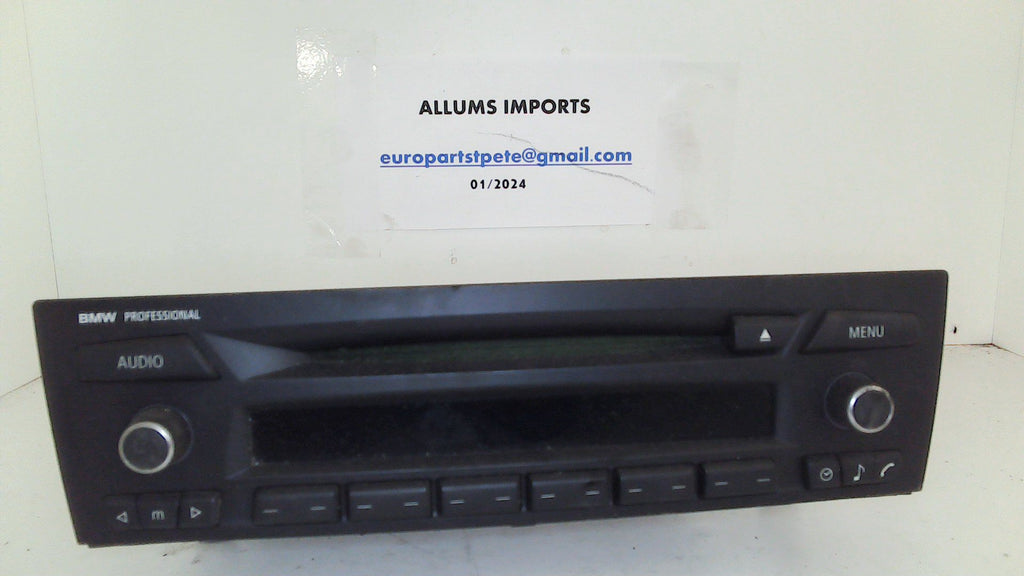 ALLUMS IMPORTS
europartstpete@gmail.com
01/2024
BMW PROFESSIONAL
AUDIO
MENU
m